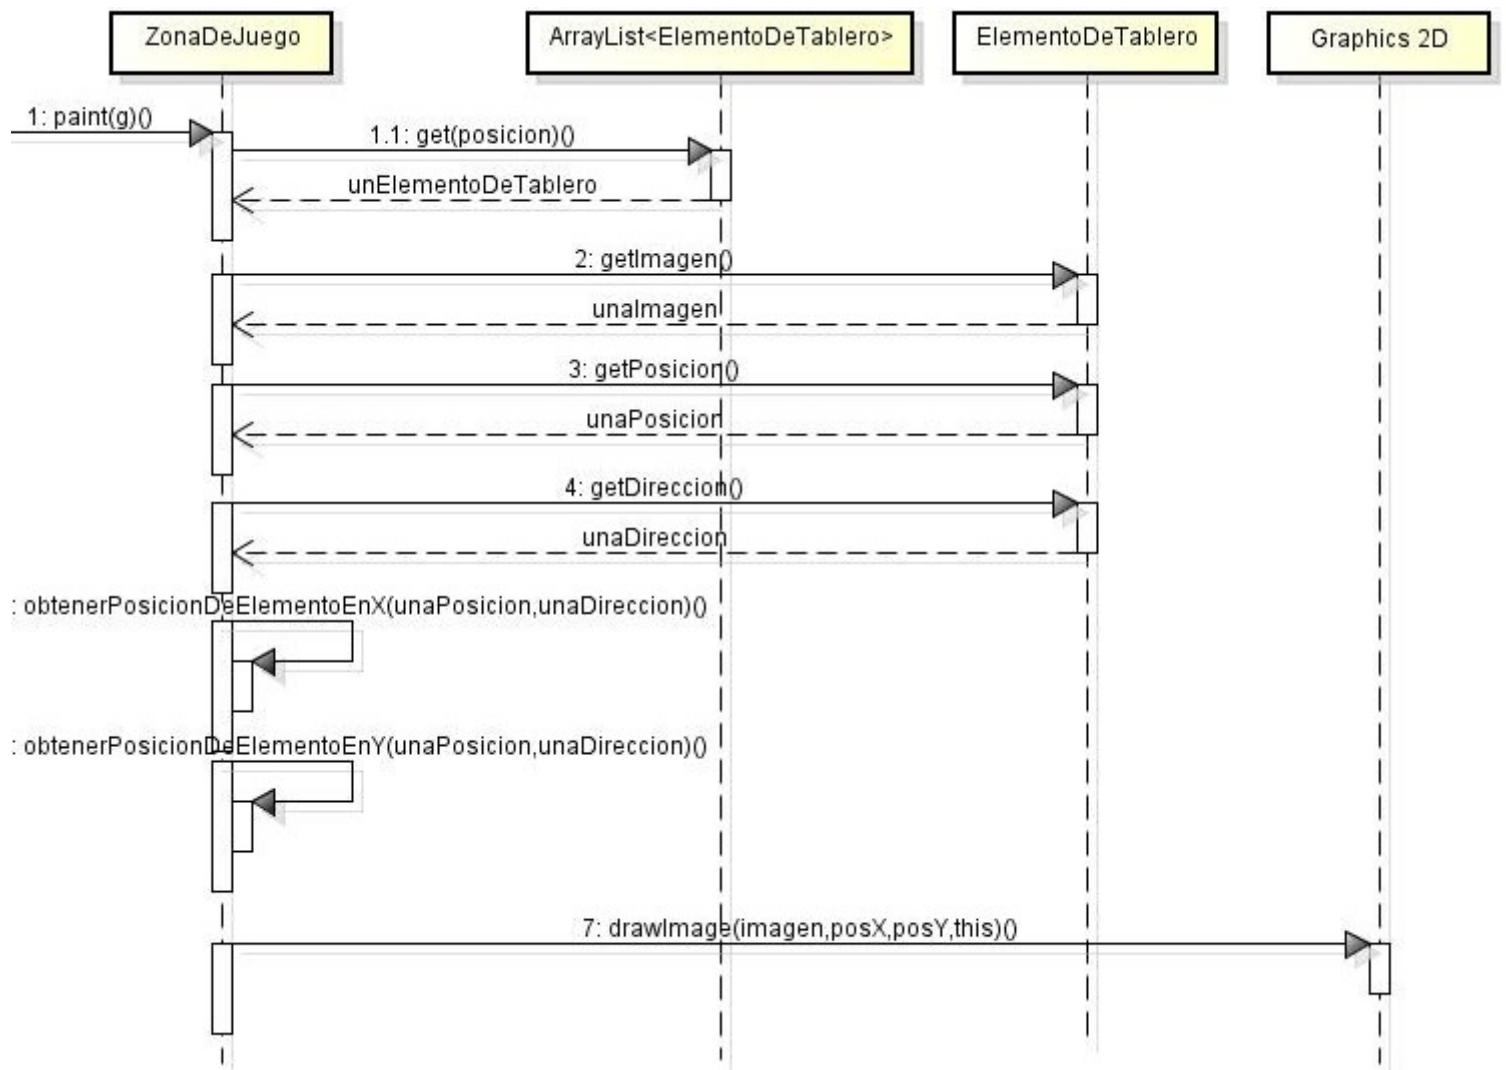 ZonaDeJuego
ArrayList<ElementoDeTablero>
ElementoDeTablero
Graphics 2D
1: paint(g)()
1.1: get(posicion)()
unElementoDeTablero
2: getImagen()
unaImagen
3: getPosicion()
unaPosicion
4: getDireccion()
unaDireccion
: obtenerPosicionDeElementoEnX(unaPosicion,unaDireccion)()
: obtenerPosicionDeElementoEnY(unaPosicion,unaDireccion)()
7: drawImage(imagen,posX,posY,this)()